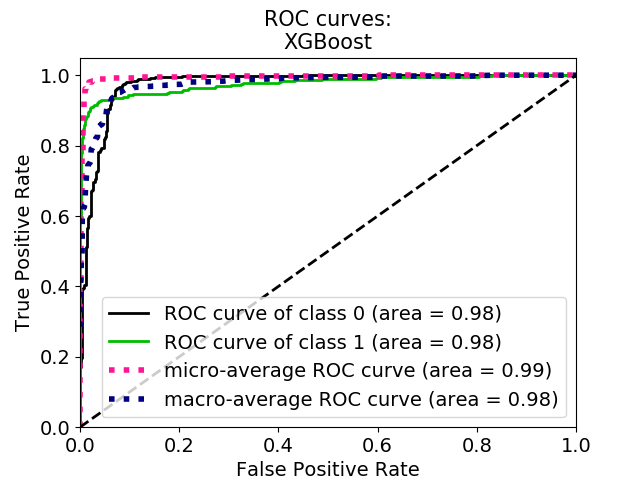 ROC curves:
XGBoost
True Positive Rate
1.0
0.8
0.6
0.4
0.2
0.0
ROC curve of class 0 (area = 0.98)
ROC curve of class 1 (area = 0.98)
micro-average ROC curve (area = 0.99)
macro-average ROC curve (area = 0.98)
0.0 0.2 0.4 0.6 0.8 1.0
False Positive Rate